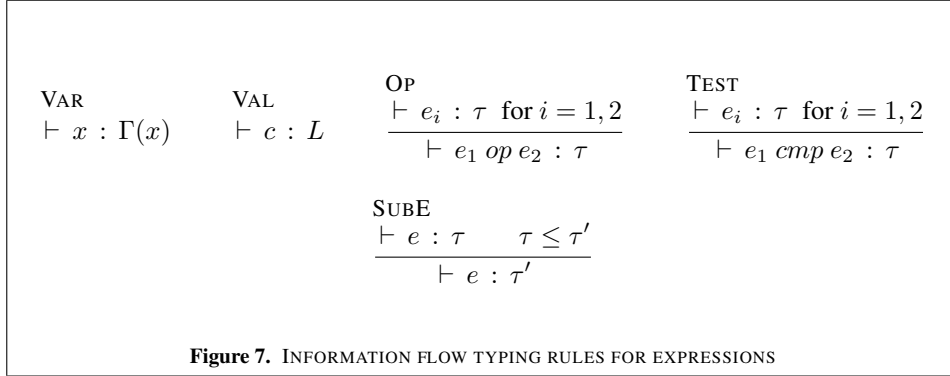 VAR
⊢ x : Γ(x)
VAL
⊢ c : L
OP
⊢ e_i : τ for i = 1, 2
⊢ e_1 op e_2 : τ
TEST
⊢ e_i : τ for i = 1, 2
⊢ e_1 cmp e_2 : τ
SUBE
⊢ e : τ τ ≤ τ′
⊢ e : τ′
Figure 7. INFORMATION FLOW TYPING RULES FOR EXPRESSIONS